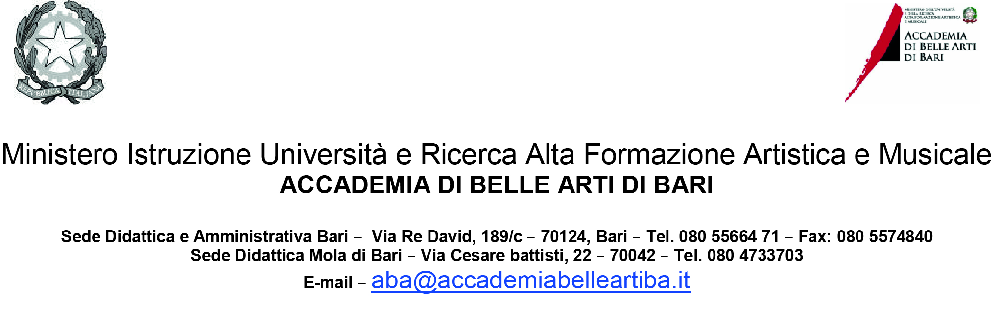 REPVBBLICA ITALIANA
MINISTERO DELL'UNIVERSITÀ
E DELLA RICERCA
ALTA FORMAZIONE ARTISTICA
E MUSICALE
ACCADEMIA
DI BELLE ARTI
DI BARI
Ministero Istruzione Università e Ricerca Alta Formazione Artistica e Musicale
ACCADEMIA DI BELLE ARTI DI BARI
Sede Didattica e Amministrativa Bari – Via Re David, 189/c – 70124, Bari – Tel. 080 55664 71 – Fax: 080 5574840
Sede Didattica Mola di Bari – Via Cesare battisti, 22 – 70042 – Tel. 080 4733703
E-mail – aba@accademiabelleartiba.it